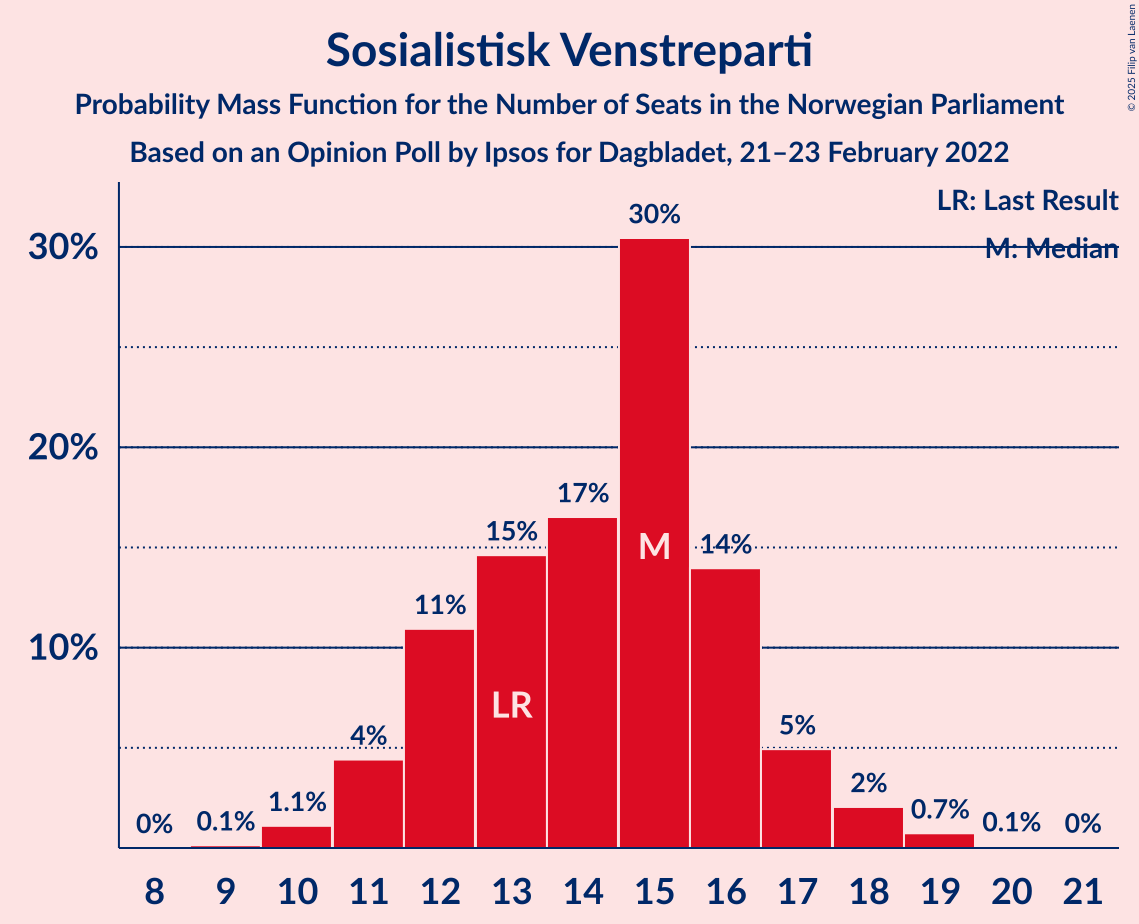 Sosialistisk Venstreparti
Probability Mass Function for the Number of Seats in the Norwegian Parliament
Based on an Opinion Poll by Ipsos for Dagbladet, 21–23 February 2022
© 2025 Filip van Laenen
LR: Last Result
M: Median
30%
20%
10%
0%
0.1%
1.1%
4%
11%
15%
17%
30%
14%
5%
2%
0.7%
0.1%
0%
LR
M
8 9 10 11 12 13 14 15 16 17 18 19 20 21